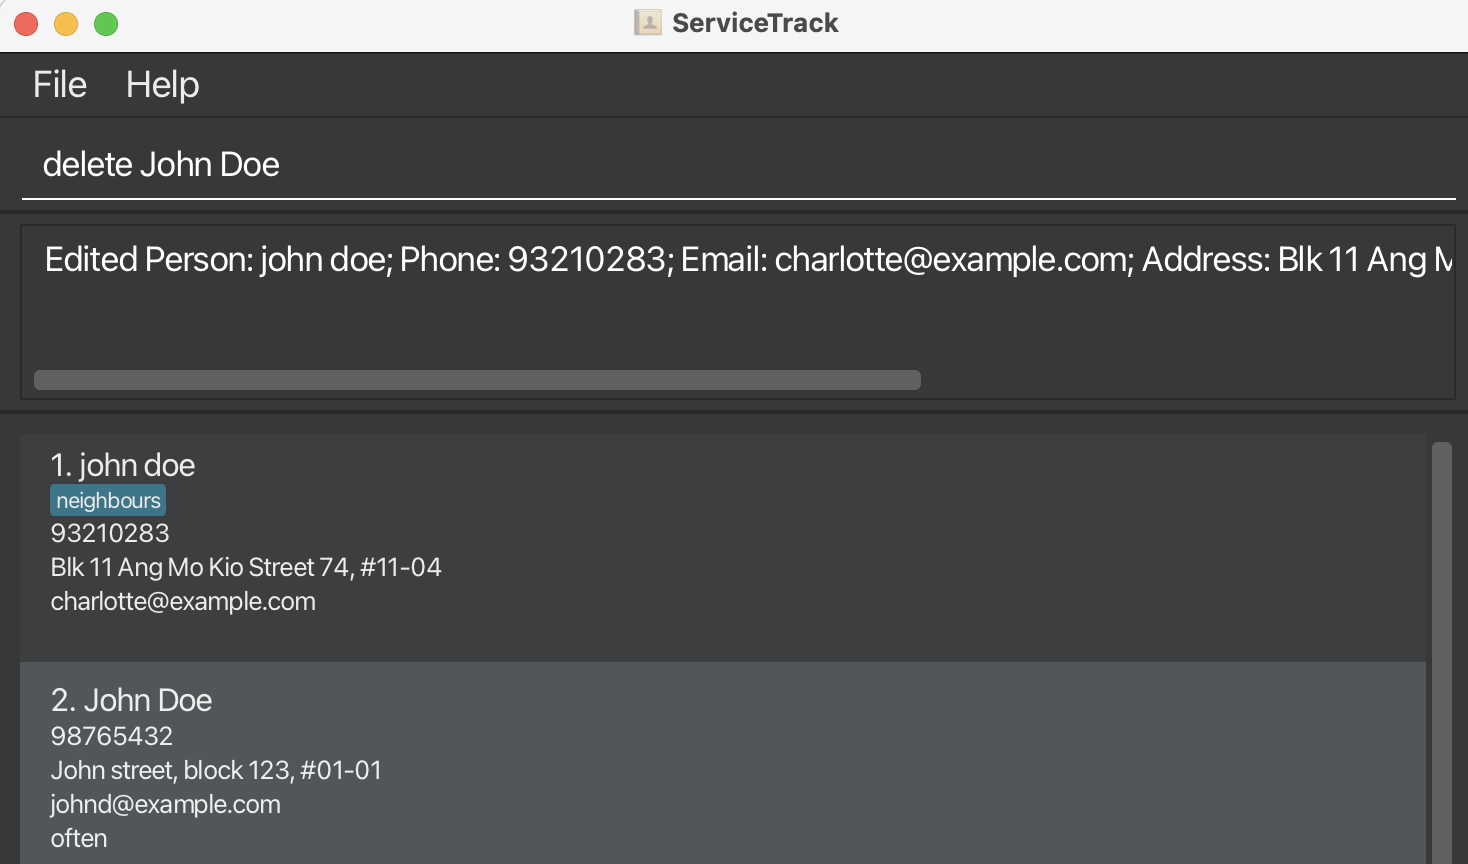 ServiceTrack
File Help
delete John Doe
Edited Person: john doe; Phone: 93210283; Email: charlotte@example.com; Address: Blk 11 Ang
1. john doe
neighbours
93210283
Blk 11 Ang Mo Kio Street 74, #11-04
charlotte@example.com
2. John Doe
98765432
John street, block 123, #01-01
johnd@example.com
often